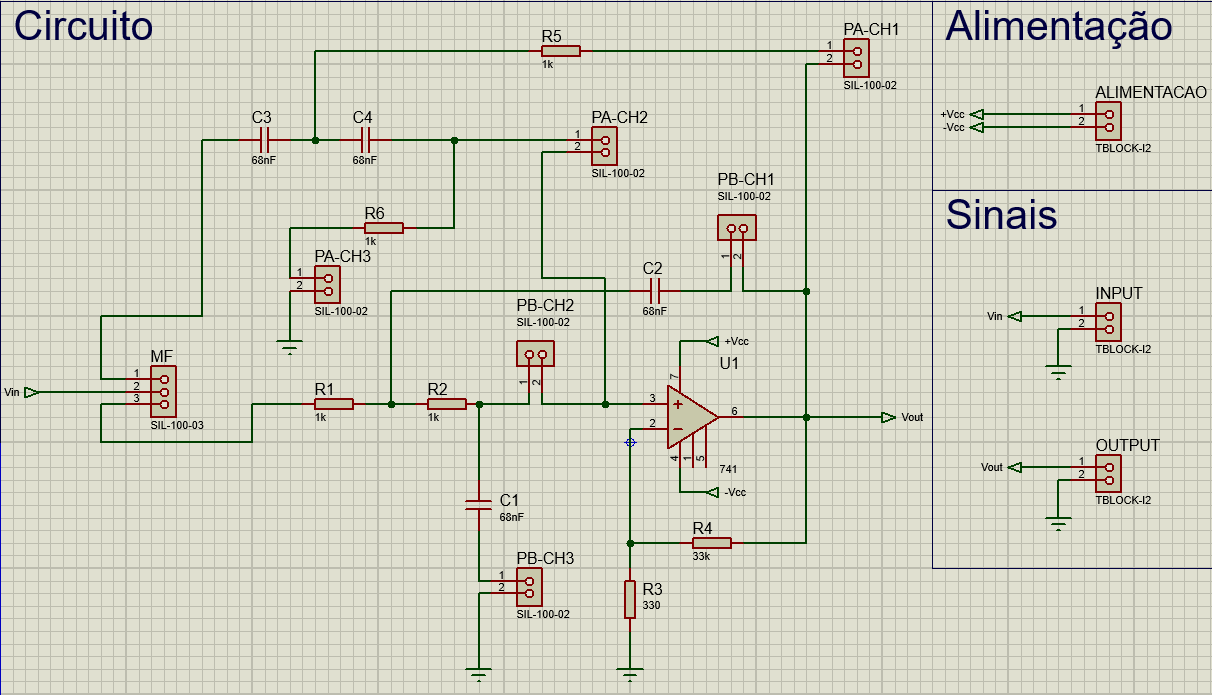 Circuito
Alimentação
R5
1k
PA-CH1
1
2
SIL-100-02
ALIMENTACAO
+Vcc
-Vcc
1
2
TBLOCK-I2
C3
68nF
C4
68nF
PA-CH2
1
2
SIL-100-02
PB-CH1
SIL-100-02
1
2
Sinais
R6
1k
PA-CH3
1
2
SIL-100-02
C2
68nF
PB-CH2
SIL-100-02
1
2
INPUT
Vin
1
2
TBLOCK-I2
MF
Vin
1
2
3
SIL-100-03
R1
1k
R2
1k
+Vcc
U1
7
3
2
6
4
1
5
741
-Vcc
Vout
OUTPUT
Vout
1
2
TBLOCK-I2
C1
68nF
R4
33k
PB-CH3
1
2
SIL-100-02
R3
330